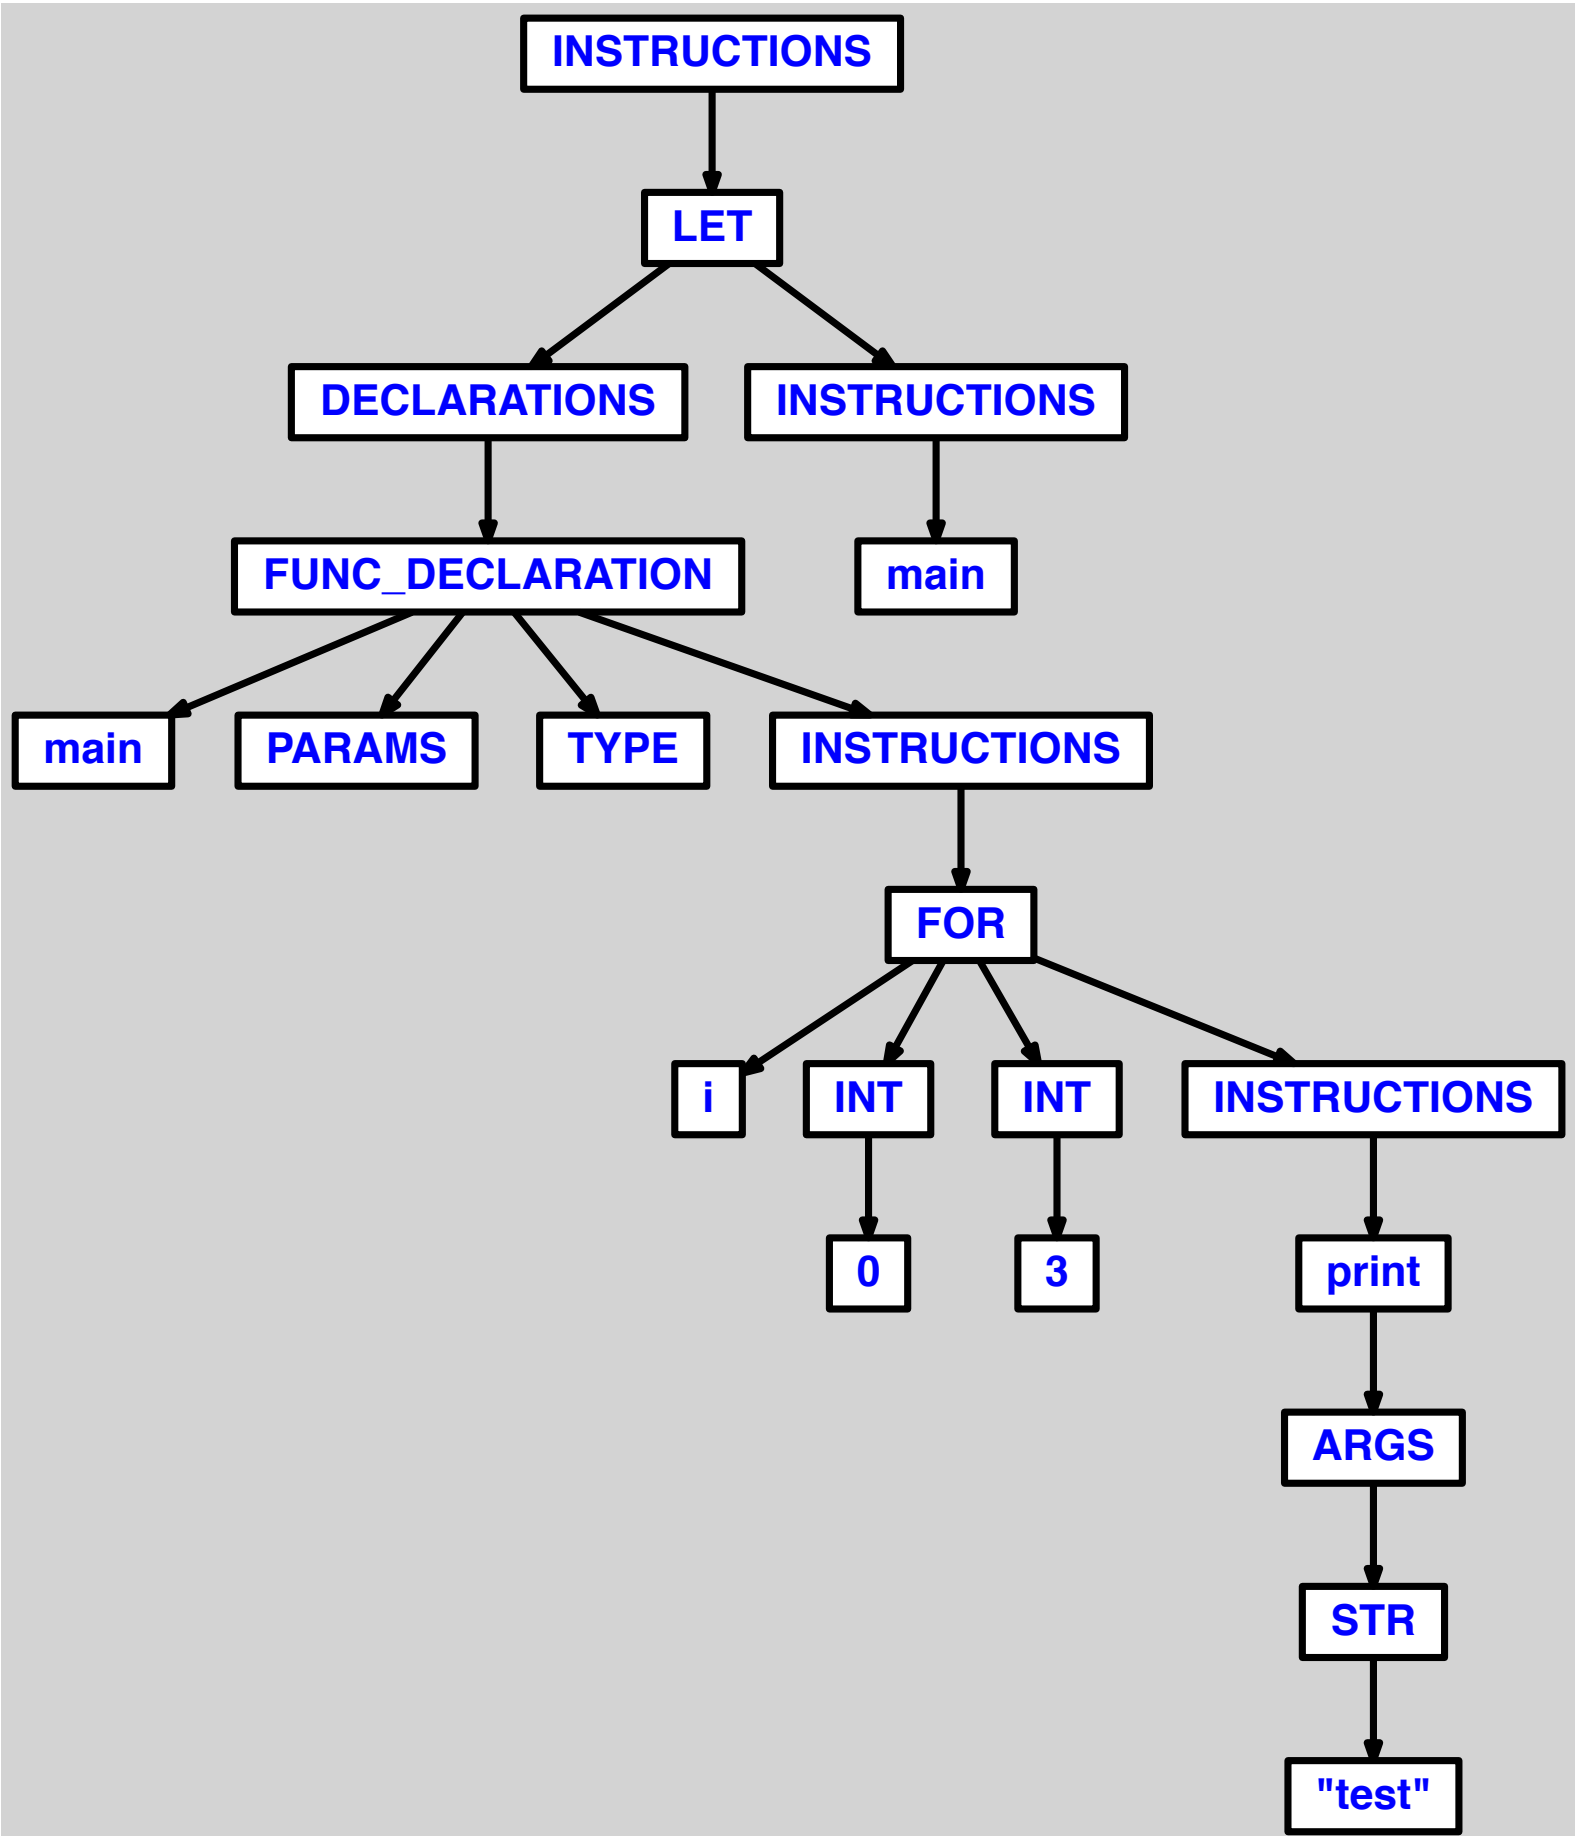 INSTRUCTIONS
LET
DECLARATIONS
INSTRUCTIONS
FUNC_DECLARATION
main
main
PARAMS
TYPE
INSTRUCTIONS
FOR
i
INT
INT
INSTRUCTIONS
0
3
print
ARGS
STR
"test"